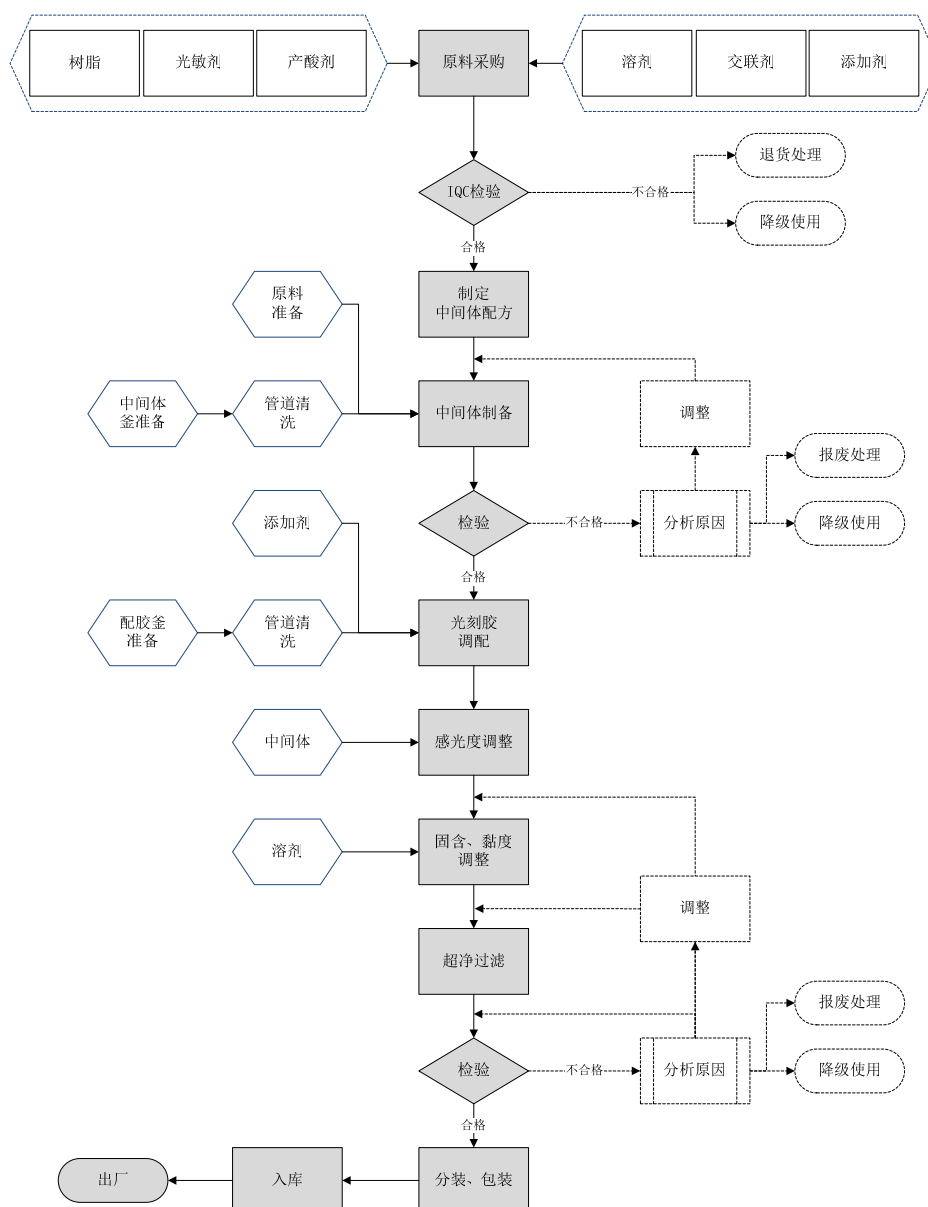 树脂
光敏剂
产酸剂
原料采购
溶剂
交联剂
添加剂
退货处理
IQC检验
不合格
降级使用
合格
原料
准备
制定
中间体配方
中间体
釜准备
管道清
洗
中间体制备
调整
报废处理
添加剂
检验
不合格
分析原因
降级使用
合格
配胶釜
准备
管道清
洗
光刻胶
调配
中间体
感光度调整
溶剂
固含、黏度
调整
调整
超净过滤
报废处理
检验
不合格
分析原因
降级使用
合格
出厂
入库
分装、包装